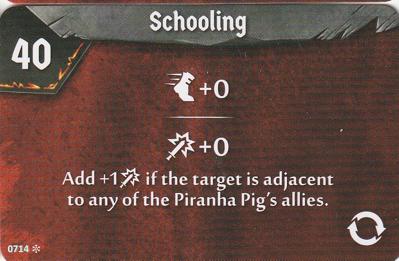 Schooling
40
+0
+0
Add +1 if the target is adjacent
to any of the Piranha Pig's allies.
0714